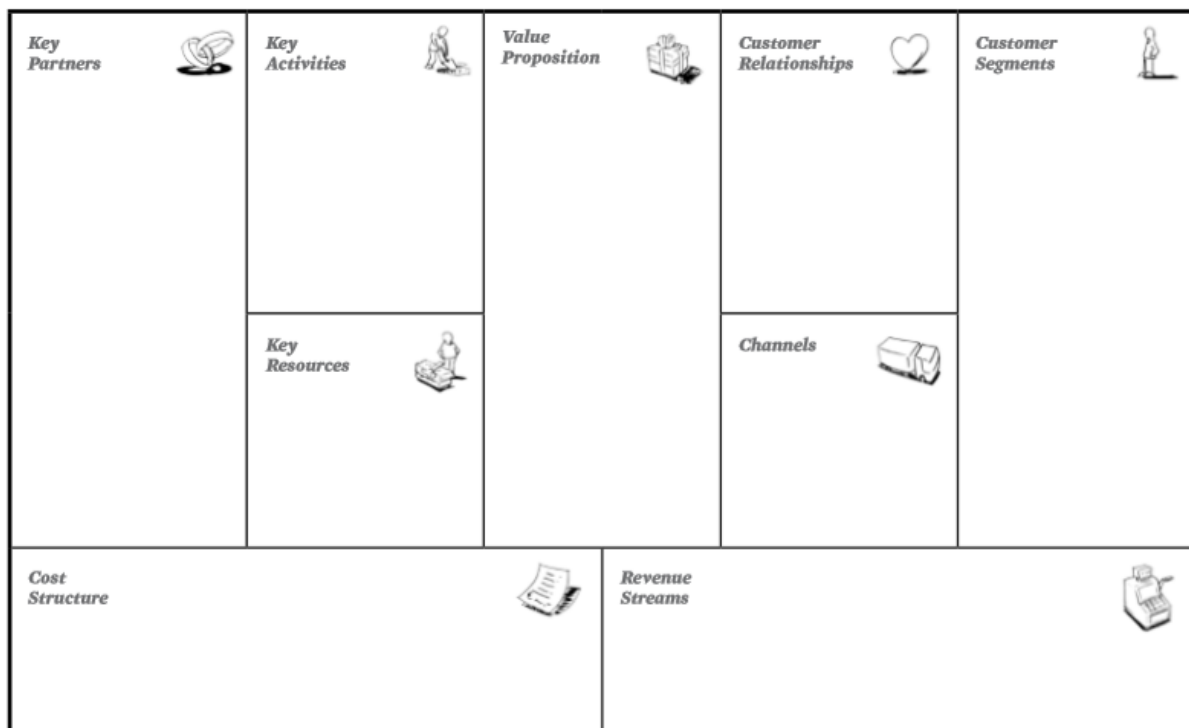 Key
Partners
Key
Activities
Value
Proposition
Customer
Relationships
Customer
Segments
Key
Resources
Channels
Cost
Structure
Revenue
Streams